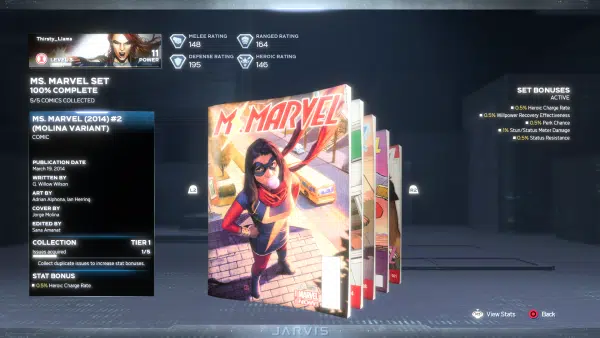 Thirsty_Llama
LEVEL
11
POWER
MELEE RATING
148
RANGED RATING
164
DEFENSE RATING
195
HEROIC RATING
146
MS. MARVEL SET
100% COMPLETE
5/5 COMICS COLLECTED
MS. MARVEL (2014) #2
(MOLINA VARIANT)
COMIC
PUBLICATION DATE
March 19, 2014
WRITTEN BY
G. Willow Wilson
ART BY
Adrian Alphona, Ian Herring
COVER BY
Jorge Molina
EDITED BY
Sana Amanat
COLLECTION TIER 1
Issues acquired 1/5
Collect duplicate issues to increase stat bonuses.
STAT BONUS
0.5% Heroic Charge Rate
MS. MARVEL
MARVEL
SET BONUSES
ACTIVE
0.5% Heroic Charge Rate
0.5% Willpower Recovery Effectiveness
0.5% Perk Chance
1% Stun/Status Meter Damage
0.5% Status Resistance
View Stats
Back
JARVIS